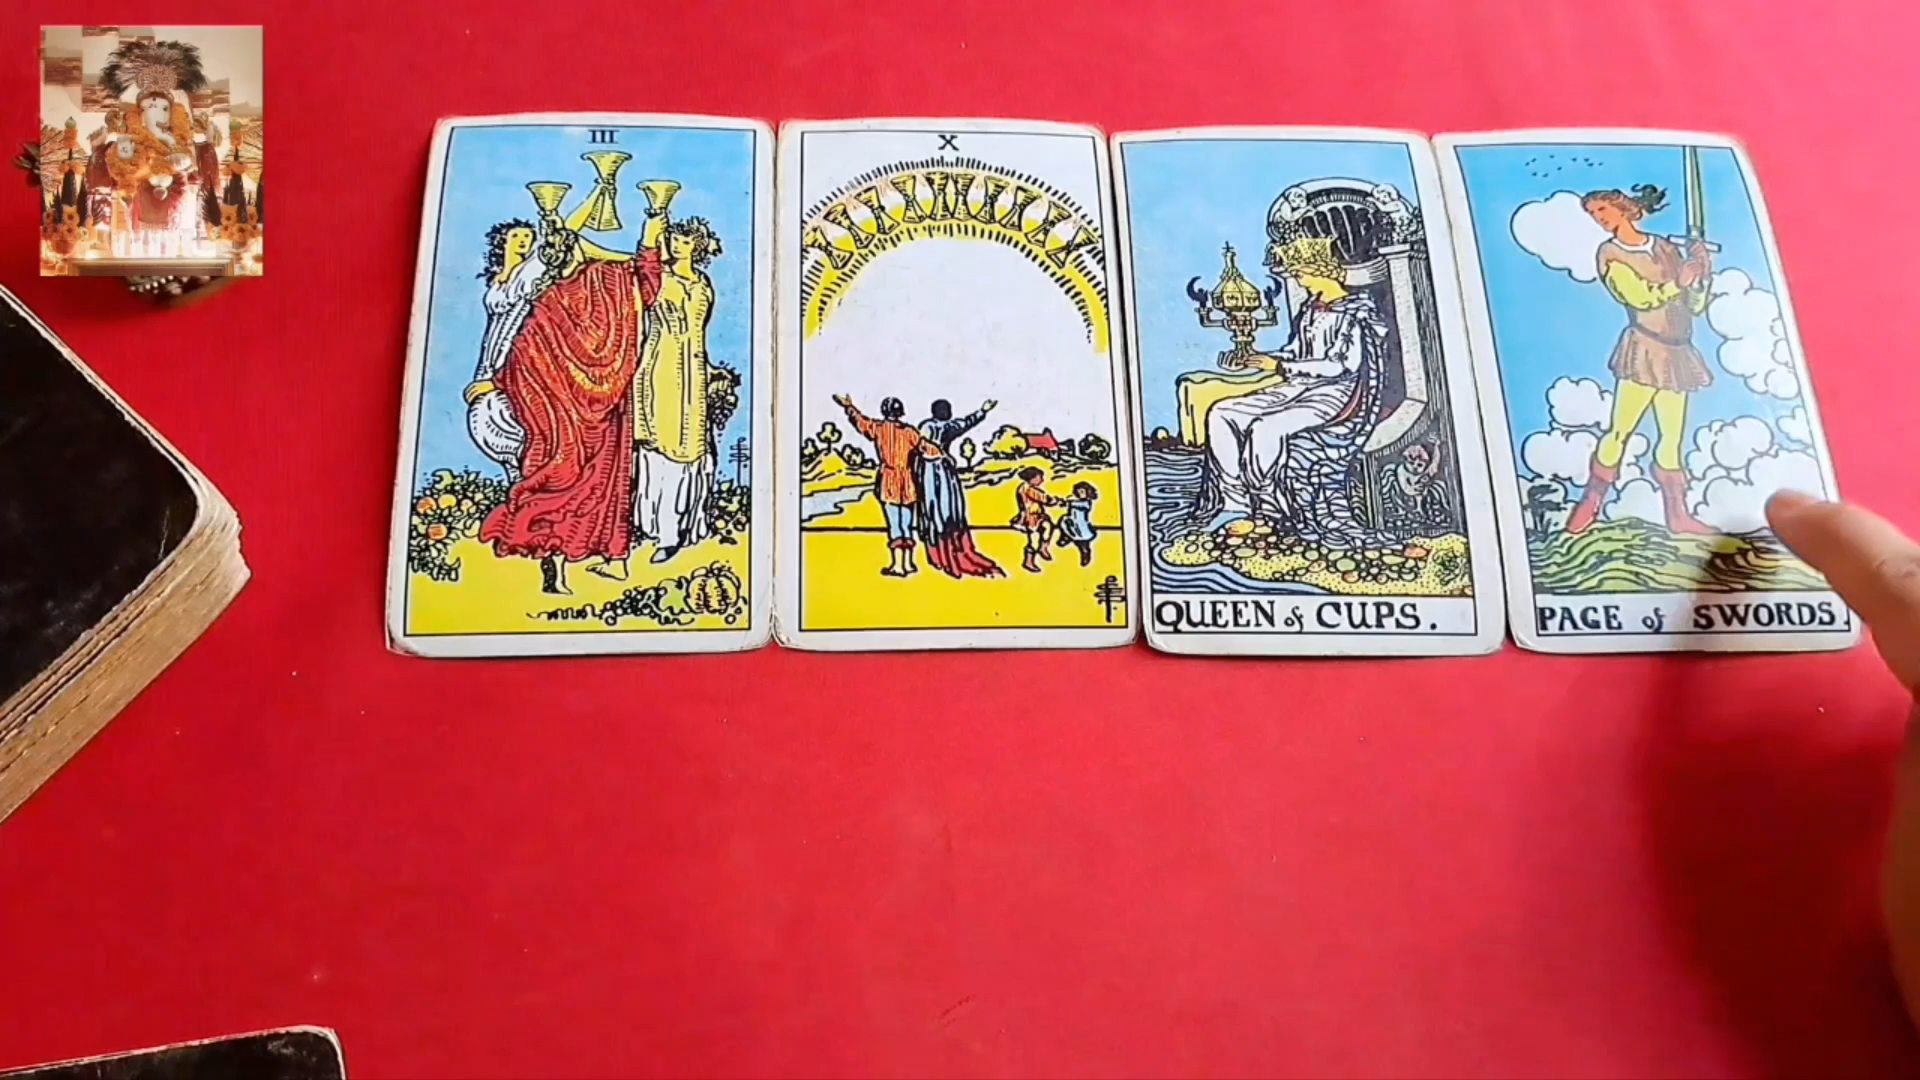 III
X
QUEEN of CUPS.
PAGE of SWORDS.